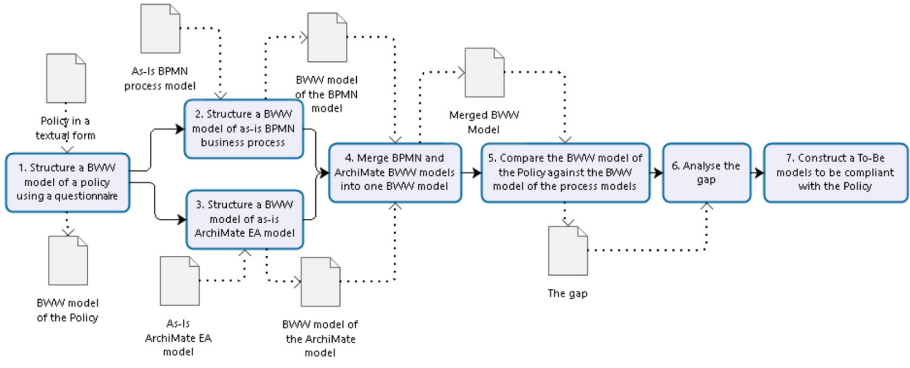 As-Is BPMN
process model
BWW model
of the BPMN
model
Merged BWW
Model
Policy in a
textual form
1. Structure a BWW
model of a policy
using a questionnaire
2. Structure a BWW
model of as-is BPMN
business process
3. Structure a BWW
model of as-is
ArchiMate EA model
4. Merge BPMN and
ArchiMate BWW models
into one BWW model
5. Compare the BWW model of
the Policy against the BWW
model of the process models
6. Analyse the
gap
7. Construct a To-Be
models to be compliant
with the Policy
BWW model
of the Policy
As-Is
ArchiMate EA
model
BWW model of
the ArchiMate
model
The gap